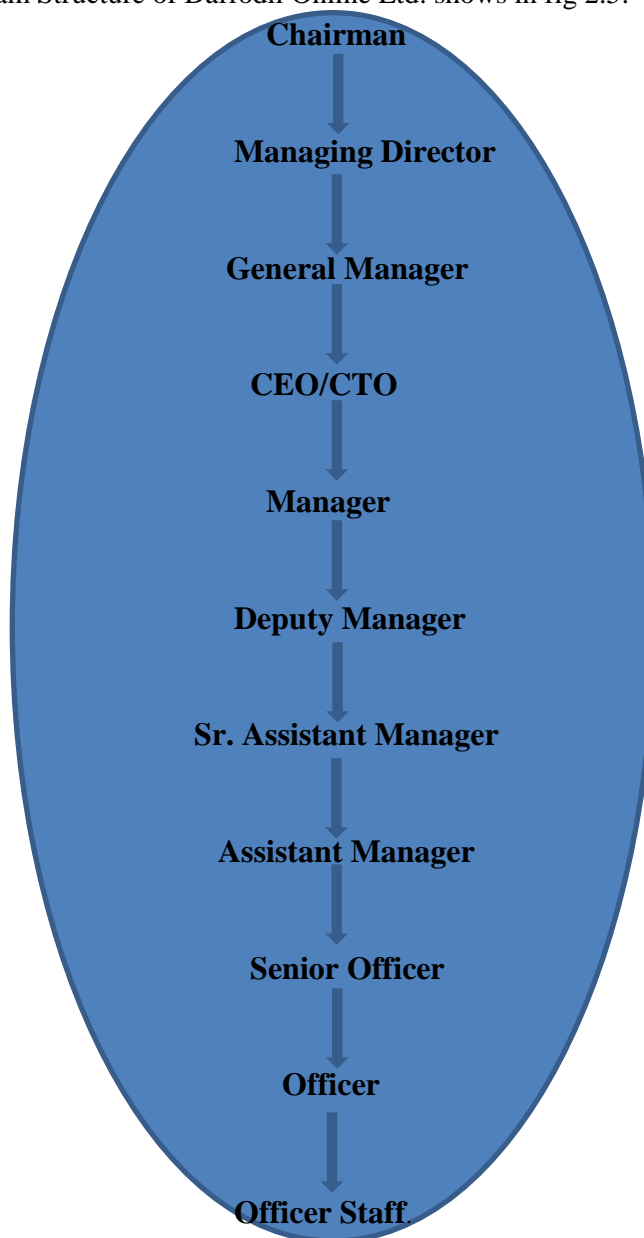 Structure of Daffodil Online Ltd. shows in fig 2.3.
Chairman
Managing Director
General Manager
CEO/CTO
Manager
Deputy Manager
Sr. Assistant Manager
Assistant Manager
Senior Officer
Officer
Officer Staff.